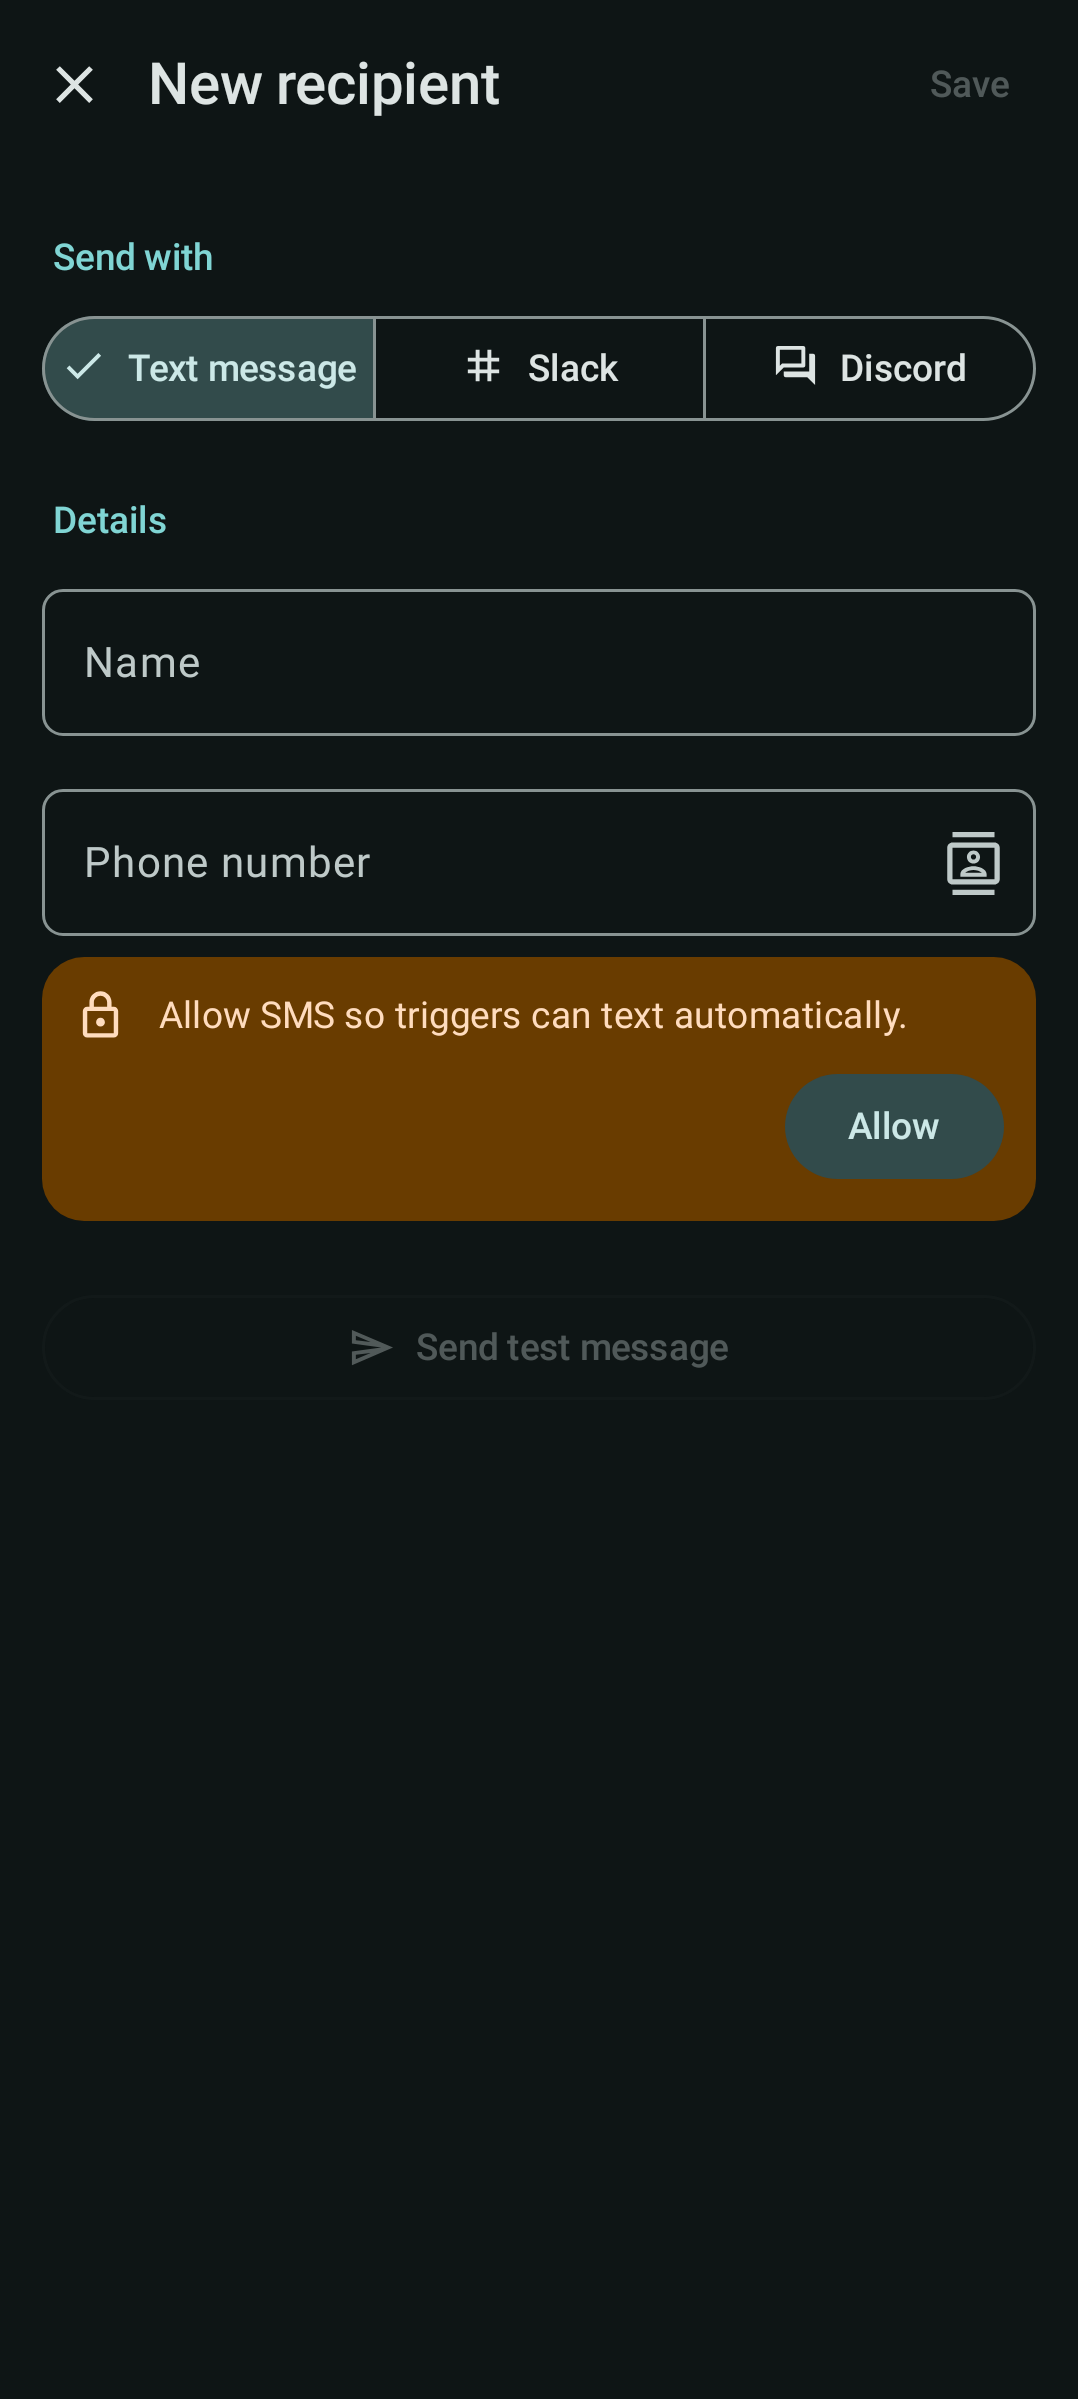 New recipient
Save
Send with
Text message
Slack
Discord
Details
Name
Phone number
Allow SMS so triggers can text automatically.
Allow
Send test message